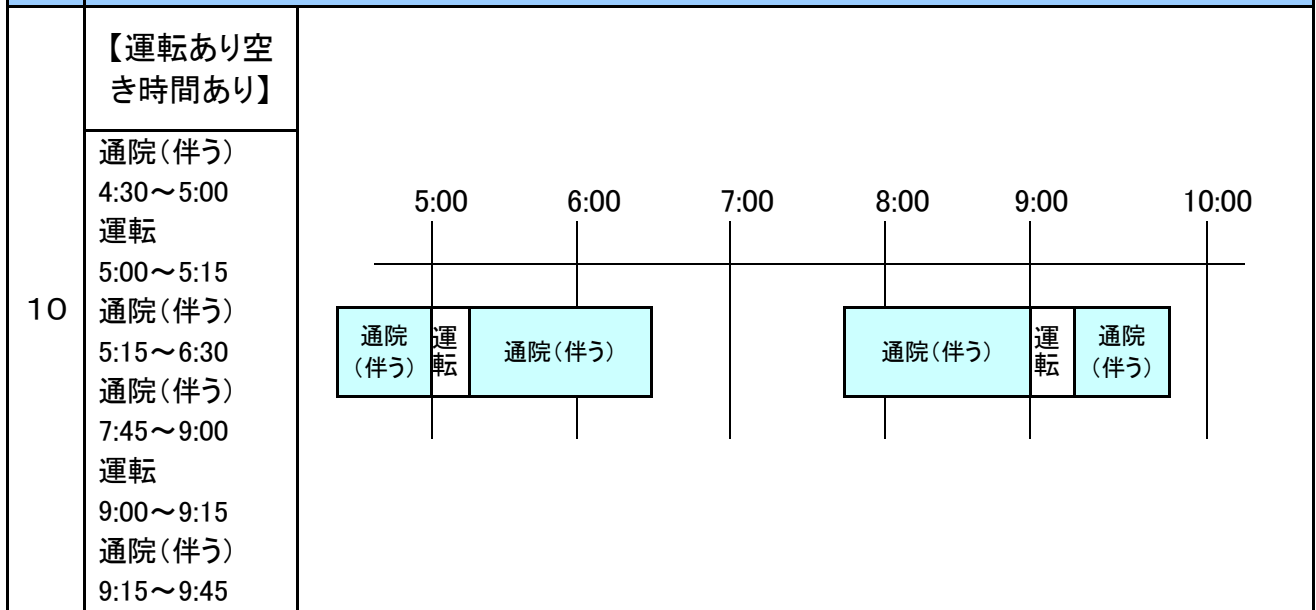 【運転あり空
き時間あり】
10
通院(伴う)
4:30～5:00
運転
5:00～5:15
通院(伴う)
5:15～6:30
通院(伴う)
7:45～9:00
運転
9:00～9:15
通院(伴う)
9:15～9:45
5:00 6:00 7:00 8:00 9:00 10:00
通院
(伴う)
運
転
通院(伴う)
通院(伴う)
運
転
通院
(伴う)